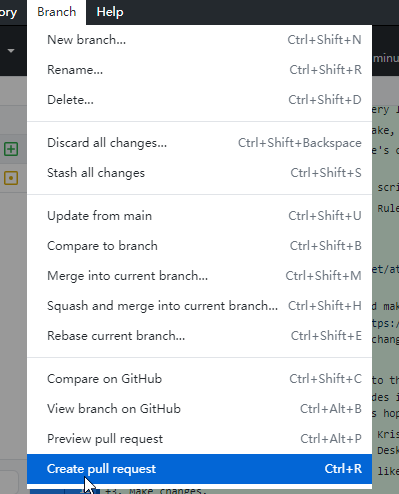 ory Branch Help
New branch... Ctrl+Shift+N
Rename... Ctrl+Shift+R
Delete... Ctrl+Shift+D
Discard all changes... Ctrl+Shift+Backspace
Stash all changes Ctrl+Shift+S
Update from main Ctrl+Shift+U
Compare to branch Ctrl+Shift+B
Merge into current branch... Ctrl+Shift+M
Squash and merge into current branch... Ctrl+Shift+H
Rebase current branch... Ctrl+Shift+E
Compare on GitHub Ctrl+Shift+C
View branch on GitHub Ctrl+Alt+B
Preview pull request Ctrl+Alt+P
Create pull request Ctrl+R
minu
ery l
ake,
e's c
scri
Rule
et/at
d mak
tps:/
chang
to th
des i
s hop
Kris
Desk
like
+3. Make changes.